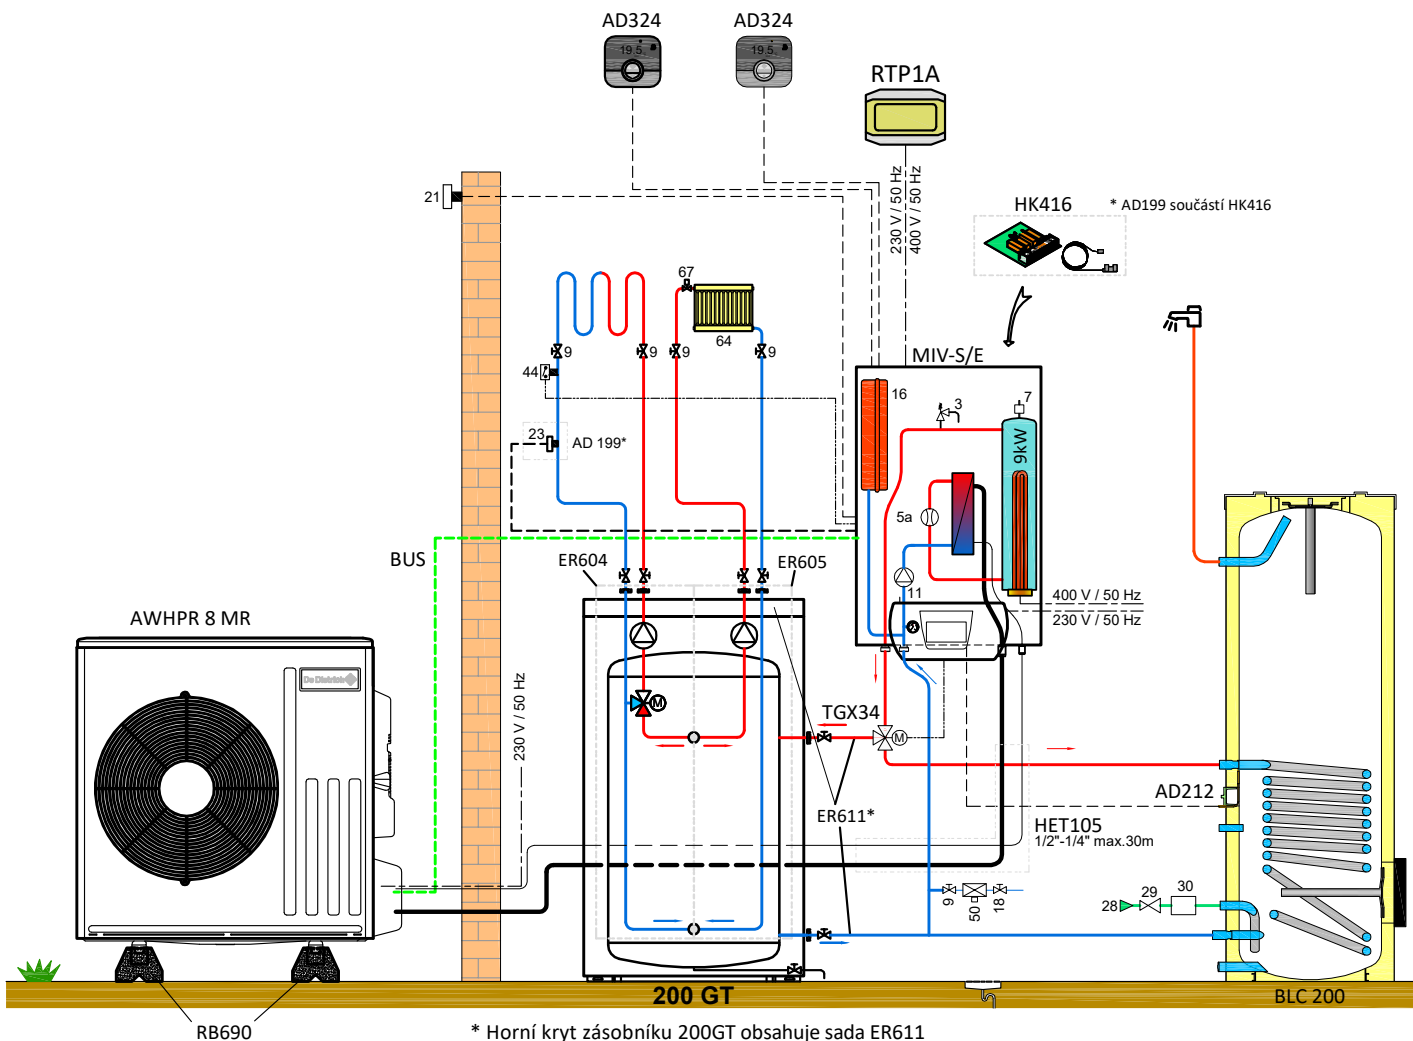 AD324
AD324
19.5
19.5
RTP1A
230 V / 50 Hz
400 V / 50 Hz
HK416
* AD199 součástí HK416
21
67
64
9
9
9
9
44
23
AD 199*
MIV-S/E
16
3
7
9kW
5a
11
400 V / 50 Hz
230 V / 50 Hz
BUS
ER604
ER605
AWHPR 8 MR
De Dietrich
230 V / 50 Hz
M
TGX34
M
ER611*
AD212
HET105
1/2"-1/4" max.30m
9
50
18
28
29
30
200 GT
BLC 200
RB690
* Horní kryt zásobníku 200GT obsahuje sada ER611